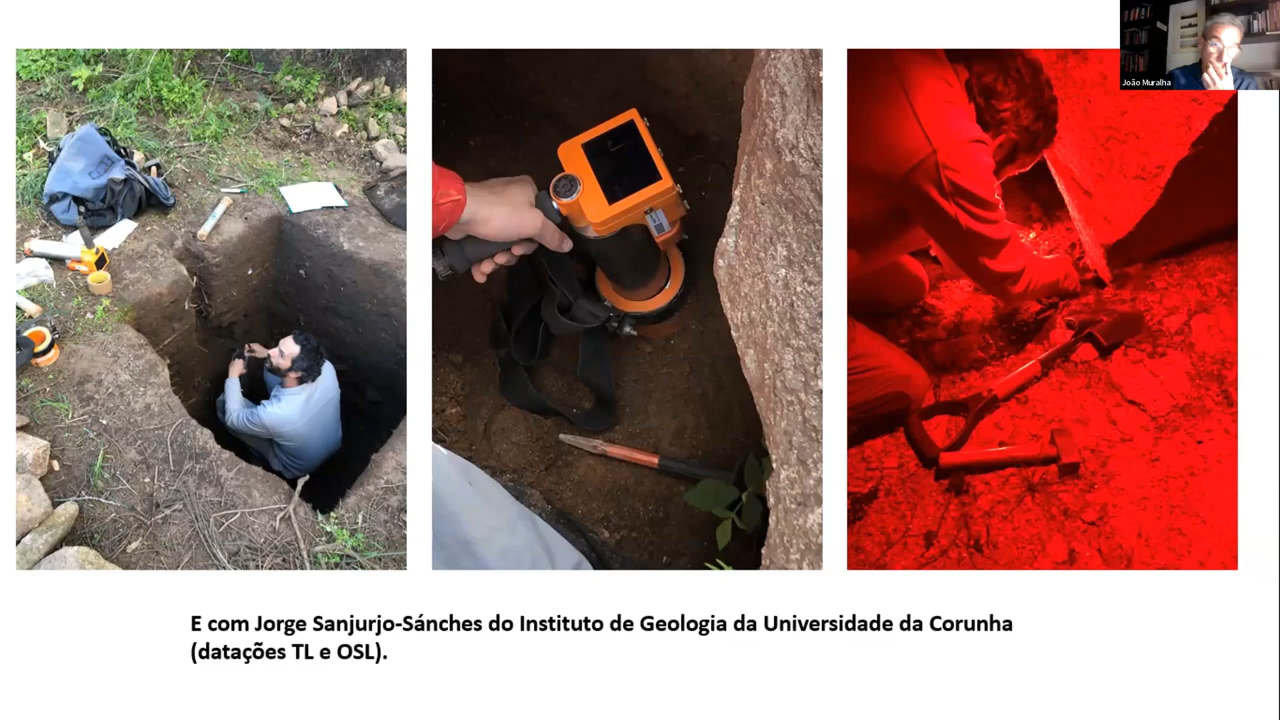 João Muralha
E com Jorge Sanjurjo-Sánches do Instituto de Geologia da Universidade da Corunha
(datações TL e OSL).